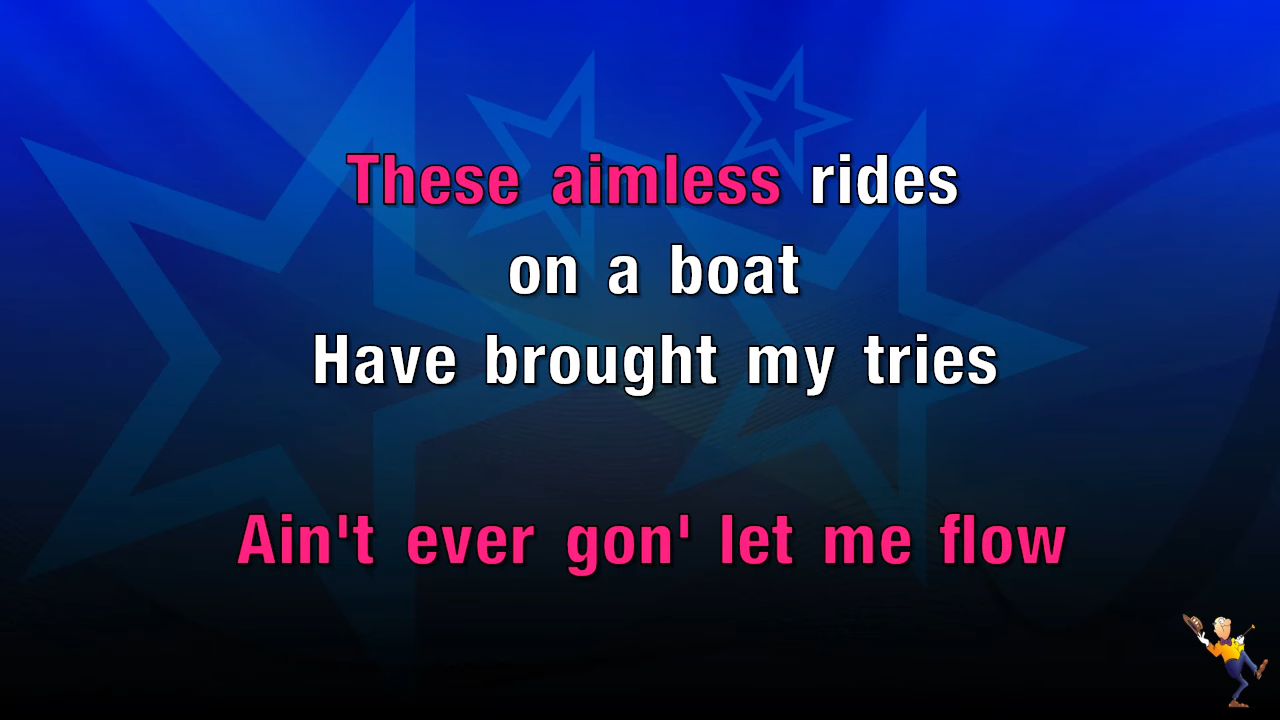 These aimless rides
on a boat
Have brought my tries
Ain't ever gon' let me flow